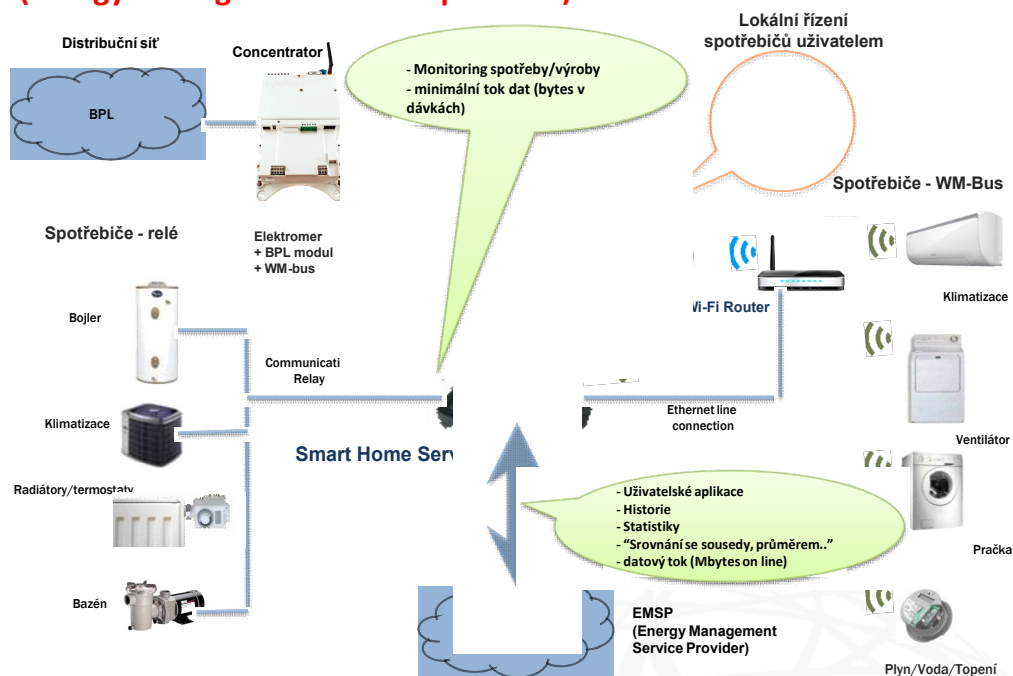 Lokální řízení
spotřebičů uživatelem
Distribuční síť
Concentrator
- Monitoring spotřeby/výroby
- minimální tok dat (bytes v
dávkách)
BPL
Spotřebiče - WM-Bus
Spotřebiče - relé
Elektromer
+ BPL modul
+ WM-bus
Klimatizace
Wi-Fi Router
Bojler
Communicati
Relay
Ethernet line
connection
Klimatizace
Ventilátor
Smart Home Serv
Radiátory/termostaty
- Uživatelské aplikace
- Historie
- Statistiky
- “Srovnání se sousedy, průměrem..”
- datový tok (Mbytes on line)
Pračka
Bazén
EMSP
(Energy Management
Service Provider)
Plyn/Voda/Topení